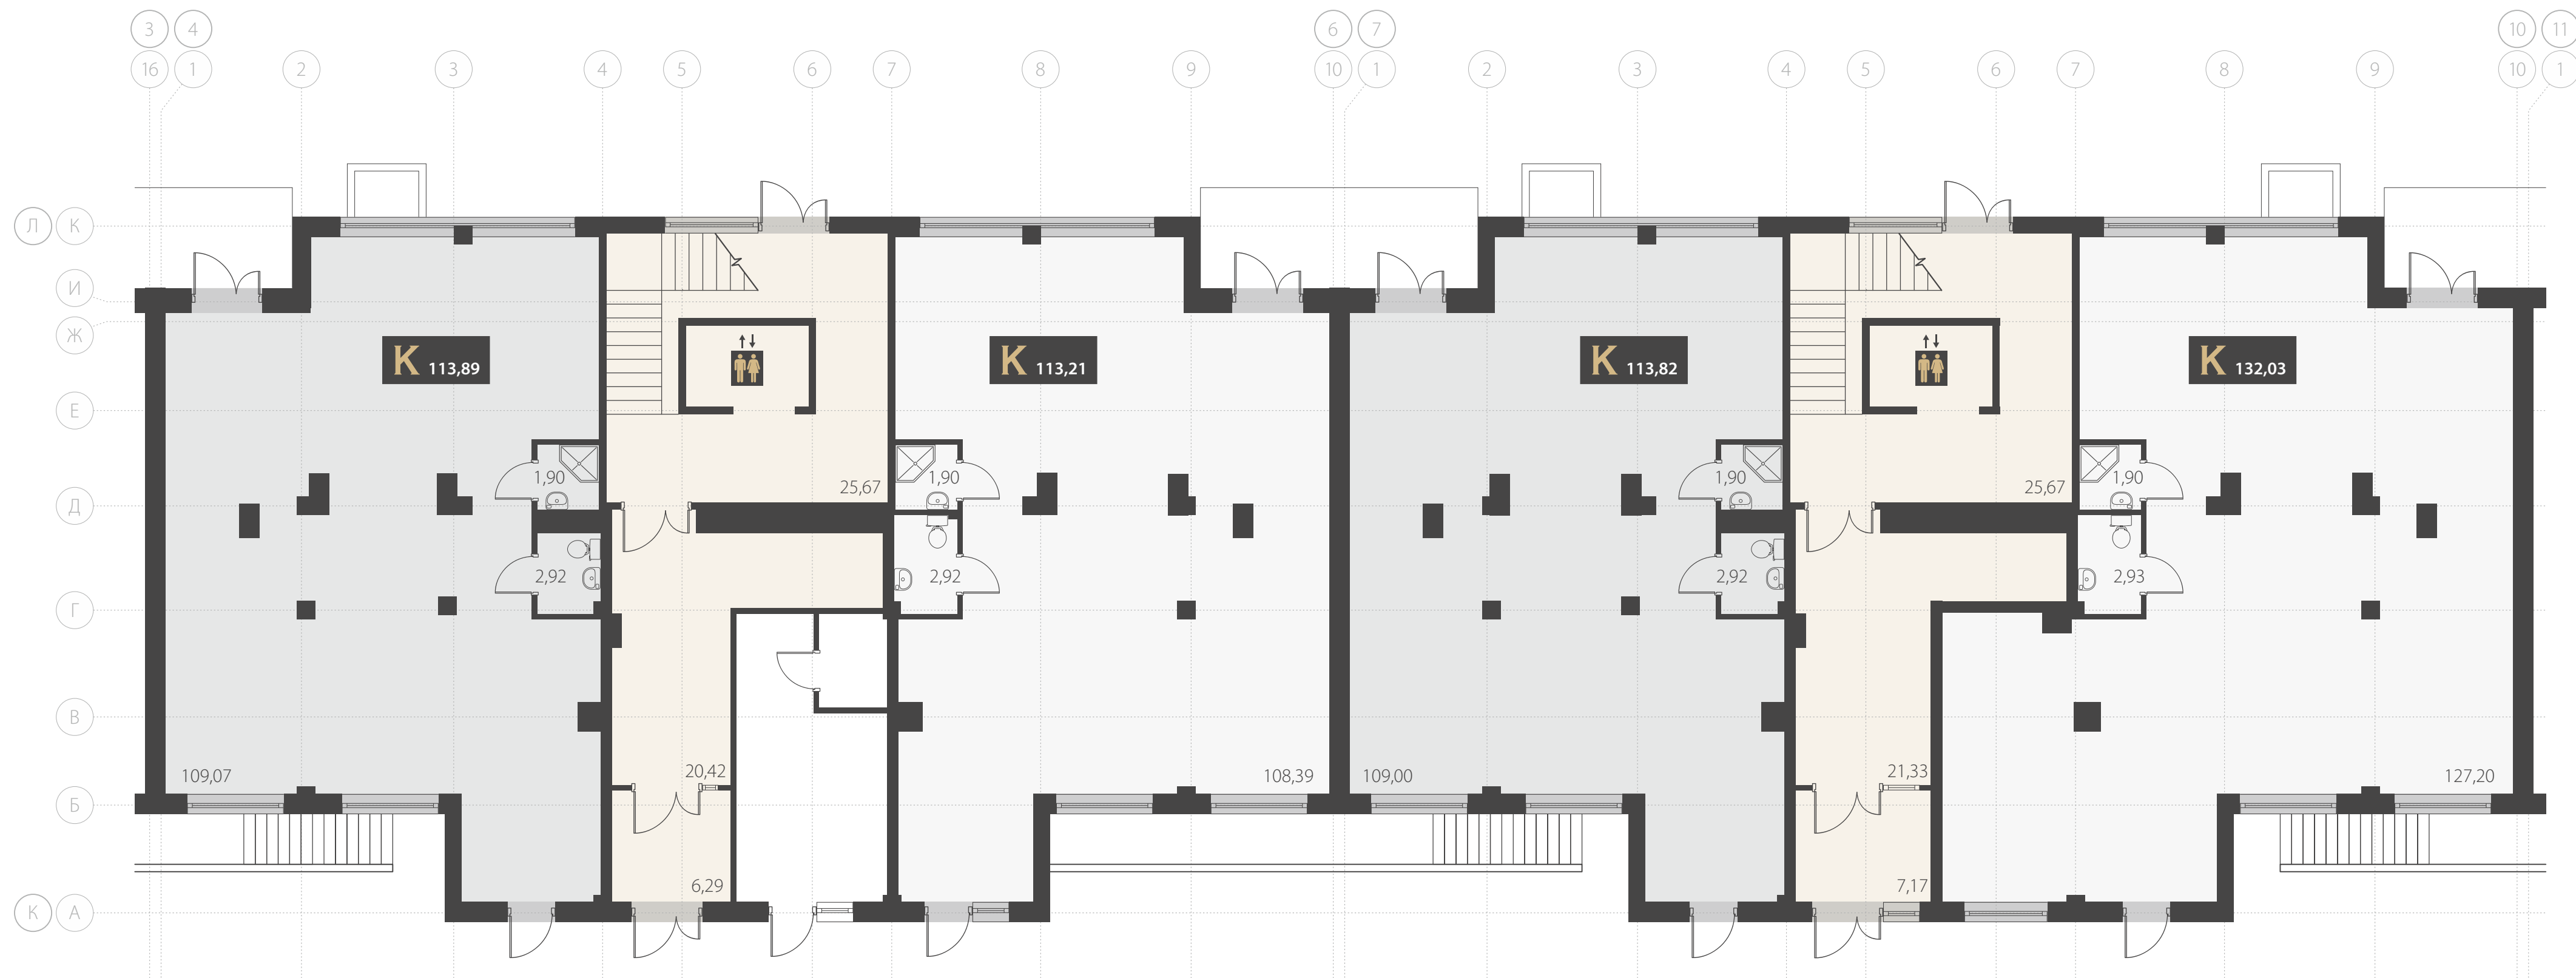 3 4 6 7 10 11
16 1 2 3 4 5 6 7 8 9 10 1 2 3 4 5 6 7 8 9 10 1
Л К
И
Ж
К 113,89
К 113,21
К 113,82
К 132,03
Е
1,90
25,67
1,90
1,90
25,67
1,90
Д
2,92
2,92
2,92
2,93
Г
В
109,07
20,42
108,39
109,00
21,33
127,20
Б
6,29
7,17
К А